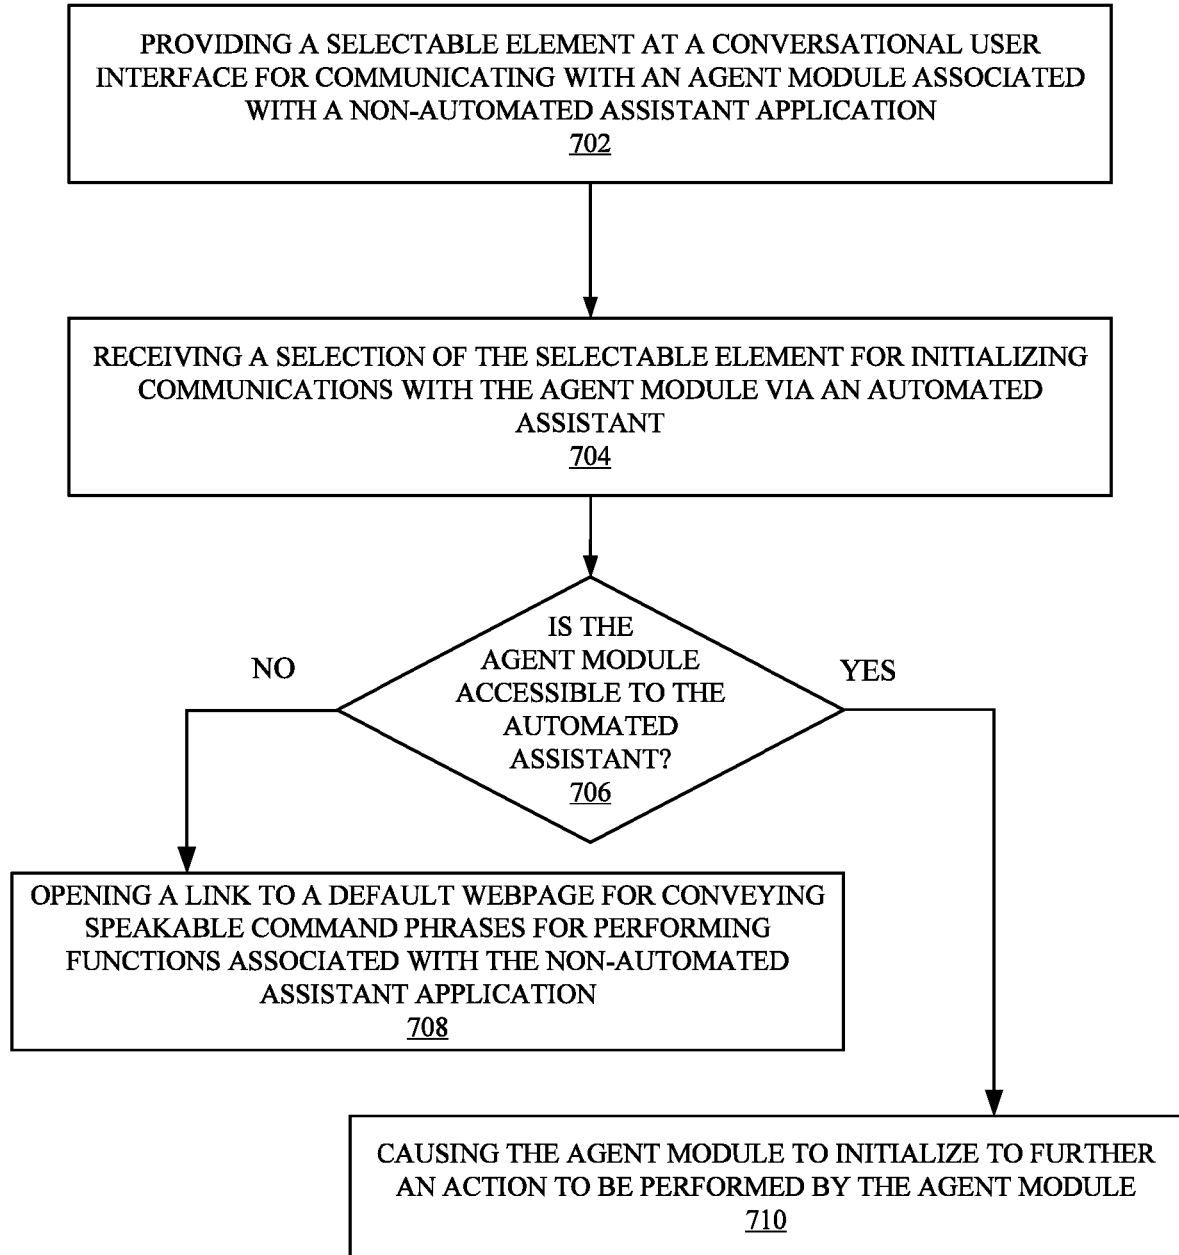 PROVIDING A SELECTABLE ELEMENT AT A CONVERSATIONAL USER
INTERFACE FOR COMMUNICATING WITH AN AGENT MODULE ASSOCIATED
WITH A NON-AUTOMATED ASSISTANT APPLICATION
702
RECEIVING A SELECTION OF THE SELECTABLE ELEMENT FOR INITIALIZING
COMMUNICATIONS WITH THE AGENT MODULE VIA AN AUTOMATED
ASSISTANT
704
IS THE
AGENT MODULE
ACCESSIBLE TO THE
AUTOMATED
ASSISTANT?
706
NO
YES
OPENING A LINK TO A DEFAULT WEBPAGE FOR CONVEYING
SPEAKABLE COMMAND PHRASES FOR PERFORMING
FUNCTIONS ASSOCIATED WITH THE NON-AUTOMATED
ASSISTANT APPLICATION
708
CAUSING THE AGENT MODULE TO INITIALIZE TO FURTHER
AN ACTION TO BE PERFORMED BY THE AGENT MODULE
710